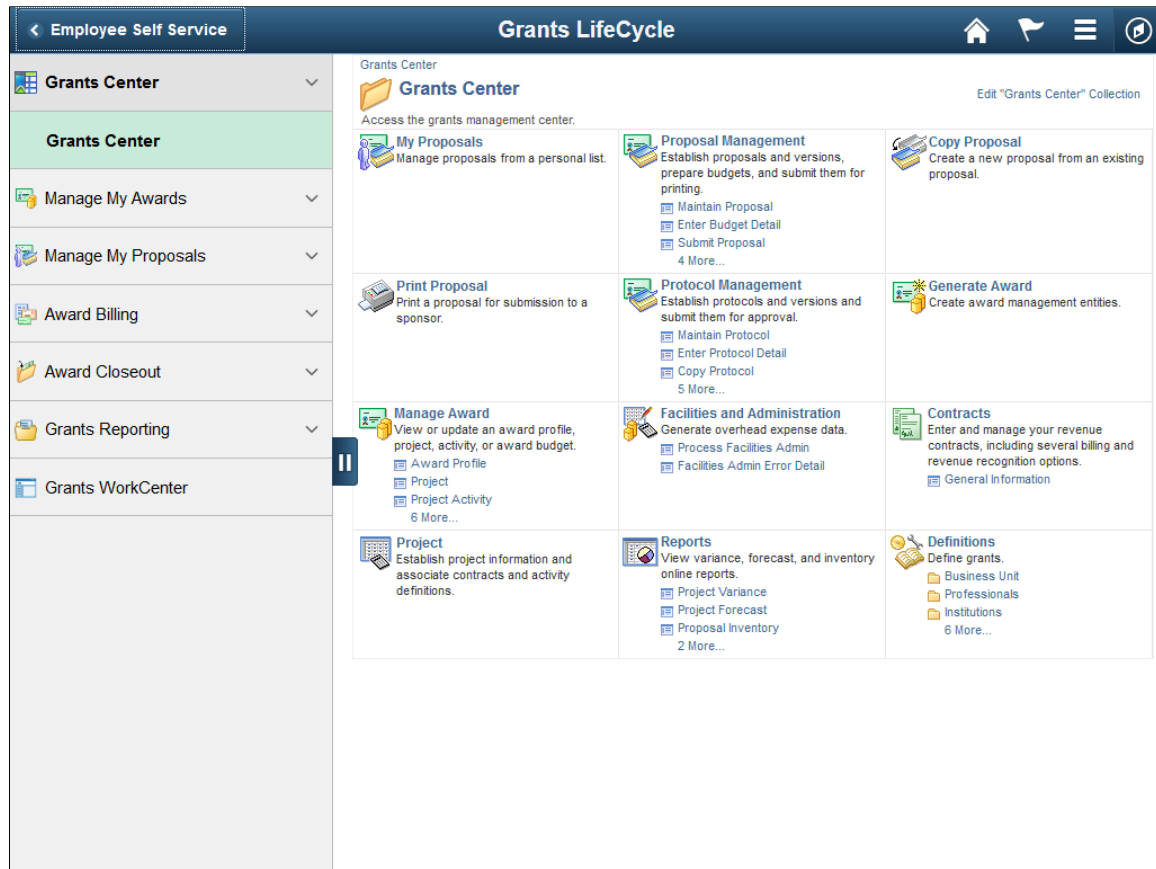 Employee Self Service
Grants LifeCycle
Grants Center
Grants Center
Manage My Awards
Manage My Proposals
Award Billing
Award Closeout
Grants Reporting
Grants WorkCenter
Grants Center
Grants Center
Edit "Grants Center" Collection
Access the grants management center.
My Proposals
Manage proposals from a personal list.
Proposal Management
Establish proposals and versions,
prepare budgets, and submit them for
printing.
Maintain Proposal
Enter Budget Detail
Submit Proposal
4 More...
Copy Proposal
Create a new proposal from an existing
proposal.
Print Proposal
Print a proposal for submission to a
sponsor.
Protocol Management
Establish protocols and versions and
submit them for approval.
Maintain Protocol
Enter Protocol Detail
Copy Protocol
5 More...
Generate Award
Create award management entities.
Manage Award
View or update an award profile,
project, activity, or award budget.
Award Profile
Project
Project Activity
6 More...
Facilities and Administration
Generate overhead expense data.
Process Facilities Admin
Facilities Admin Error Detail
Contracts
Enter and manage your revenue
contracts, including several billing and
revenue recognition options.
General Information
Project
Establish project information and
associate contracts and activity
definitions.
Reports
View variance, forecast, and inventory
online reports.
Project Variance
Project Forecast
Proposal Inventory
2 More...
Definitions
Define grants.
Business Unit
Professionals
Institutions
6 More...